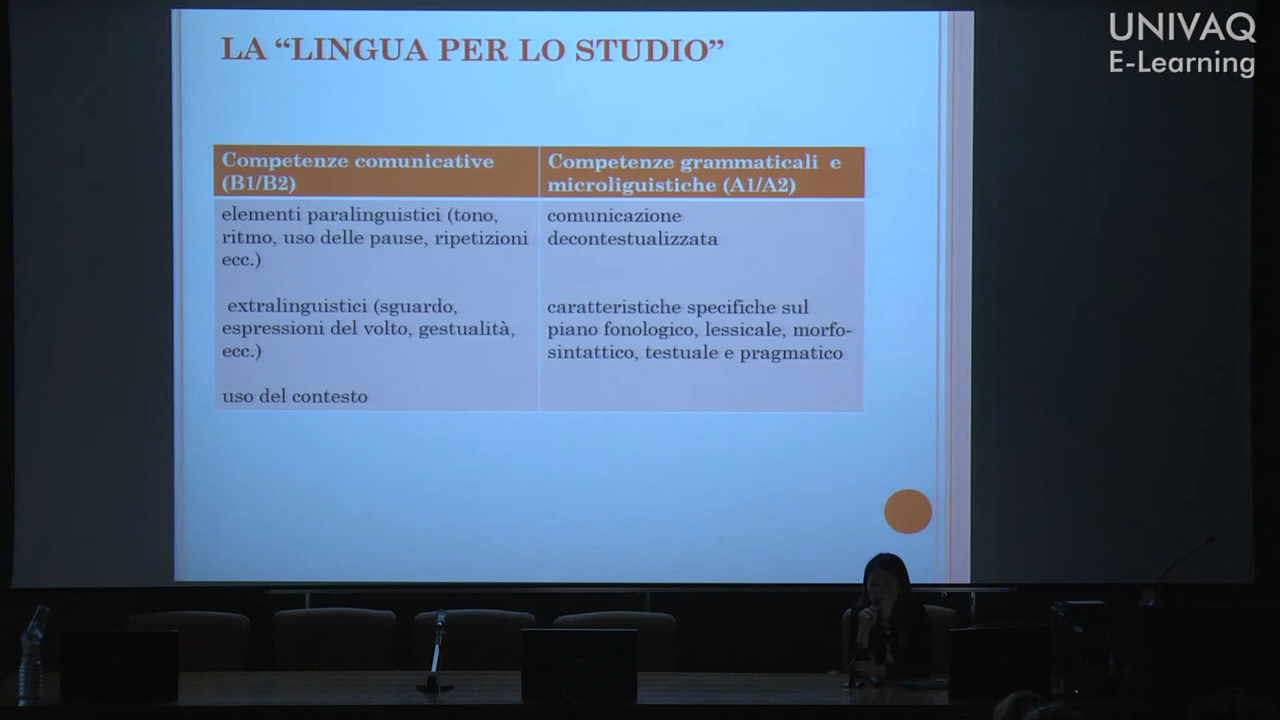 UNIVAQ
E-Learning
LA “LINGUA PER LO STUDIO”
Competenze comunicative
(B1/B2)
Competenze grammaticali e
microliguistiche (A1/A2)
elementi paralinguistici (tono,
ritmo, uso delle pause, ripetizioni
ecc.)
extralinguistici (sguardo,
espressioni del volto, gestualità,
ecc.)
uso del contesto
comunicazione
decontestualizzata
caratteristiche specifiche sul
piano fonologico, lessicale, morfo-
sintattico, testuale e pragmatico